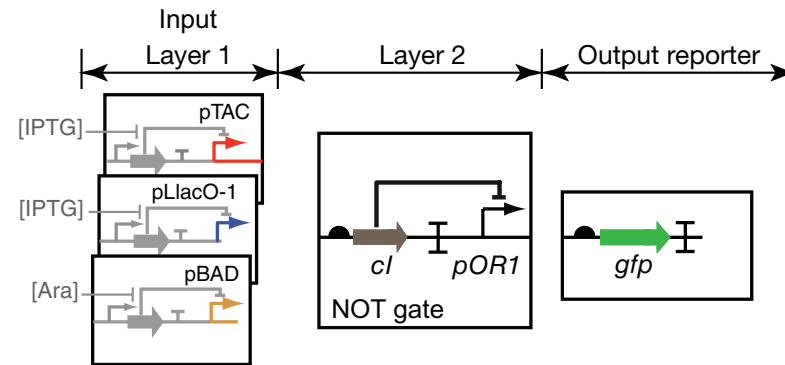 Input
Layer 1
Layer 2
Output reporter
pTAC
[IPTG]
pLlacO-1
[IPTG]
pBAD
[Ara]
cI
pOR1
NOT gate
gfp